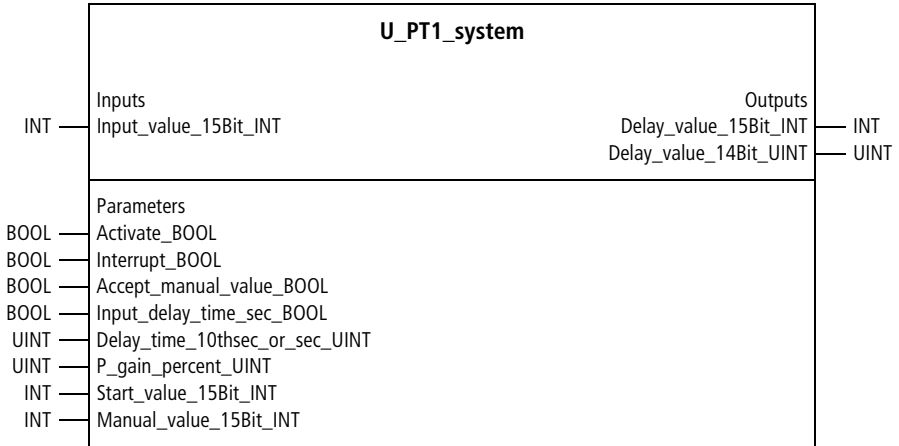 U_PT1_system
Inputs Outputs
INT Input_value_15Bit_INT Delay_value_15Bit_INT INT
Delay_value_14Bit_UINT UINT
Parameters
BOOL Activate_BOOL
BOOL Interrupt_BOOL
BOOL Accept_manual_value_BOOL
BOOL Input_delay_time_sec_BOOL
UINT Delay_time_10thsec_or_sec_UINT
UINT P_gain_percent_UINT
INT Start_value_15Bit_INT
INT Manual_value_15Bit_INT